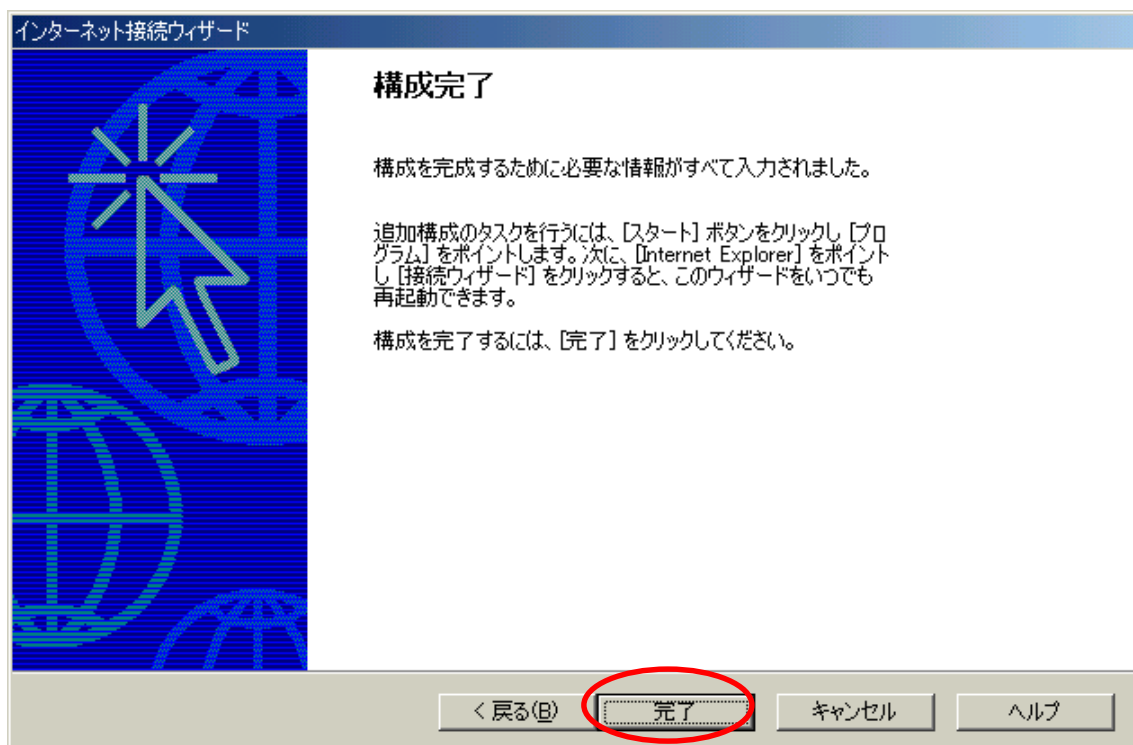 インターネット接続ウィザード
構成完了
構成を完成するために必要な情報がすべて入力されました。
追加構成のタスクを行うには、[スタート] ボタンをクリックし [プロ
グラム] をポイントします。次に、[Internet Explorer] をポイント
し [接続ウィザード] をクリックすると、このウィザードをいつでも
再起動できます。
構成を完了するには、[完了] をクリックしてください。
< 戻る(B)
完了
キャンセル
ヘルプ